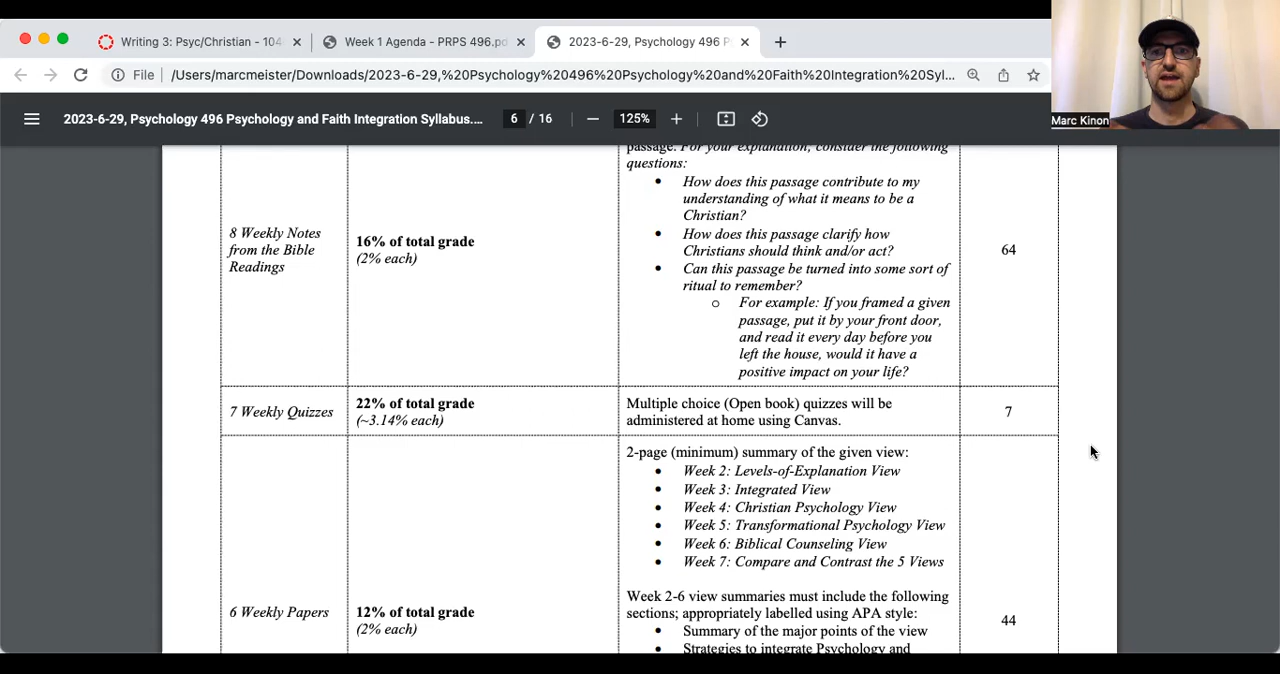 Writing 3: Psyc/Christian - 104
Week 1 Agenda - PRPS 496.pd
2023-6-29, Psychology 496 P
File
/Users/marcmeister/Downloads/2023-6-29,%20Psychology%20496%20Psychology%20and%20Faith%20Integration%20Syl...
Marc Kinon
2023-6-29, Psychology 496 Psychology and Faith Integration Syllabus....
6 / 16
125%
passage. For your explanation, consider the following
questions:
• How does this passage contribute to my
understanding of what it means to be a
Christian?
• How does this passage clarify how
Christians should think and/or act?
• Can this passage be turned into some sort of
ritual to remember?
o For example: If you framed a given
passage, put it by your front door,
and read it every day before you
left the house, would it have a
positive impact on your life?
8 Weekly Notes
from the Bible
Readings
16% of total grade
(2% each)
64
7 Weekly Quizzes
22% of total grade
(~3.14% each)
Multiple choice (Open book) quizzes will be
administered at home using Canvas.
7
2-page (minimum) summary of the given view:
• Week 2: Levels-of-Explanation View
• Week 3: Integrated View
• Week 4: Christian Psychology View
• Week 5: Transformational Psychology View
• Week 6: Biblical Counseling View
• Week 7: Compare and Contrast the 5 Views
Week 2-6 view summaries must include the following
sections; appropriately labelled using APA style:
• Summary of the major points of the view
• Strategies to integrate Psychology and
6 Weekly Papers
12% of total grade
(2% each)
44